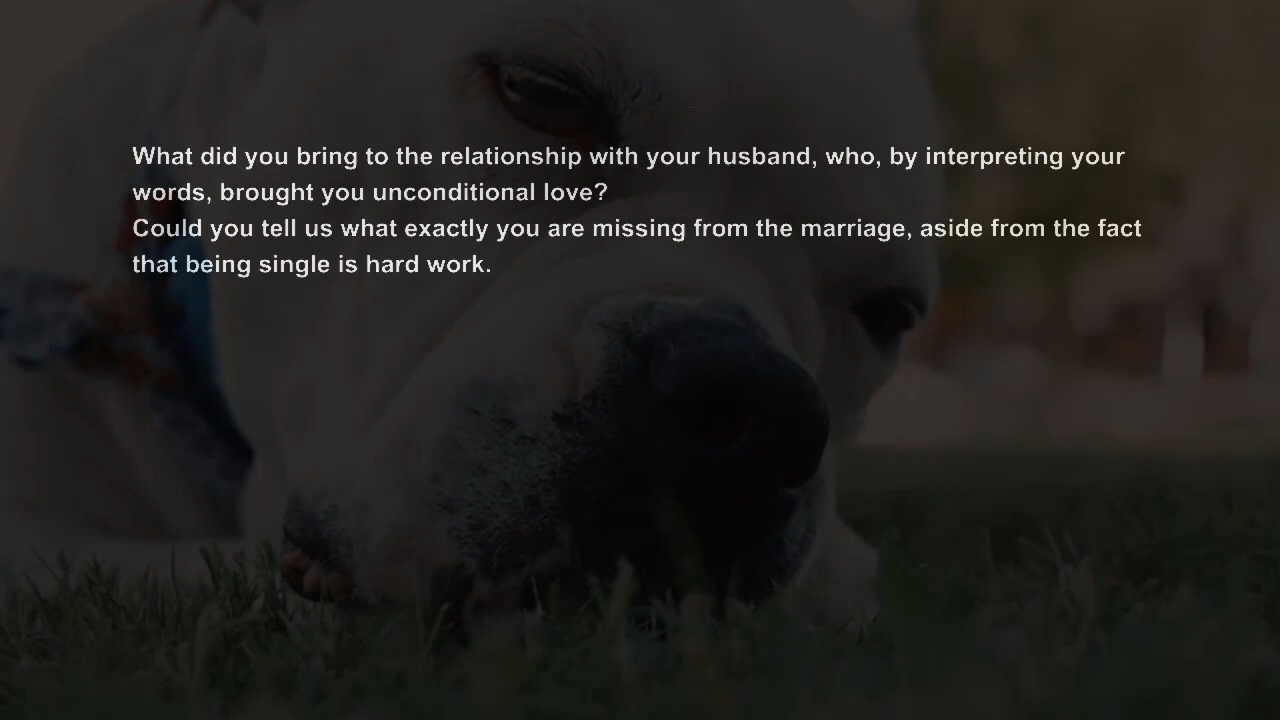 What did you bring to the relationship with your husband, who, by interpreting your
words, brought you unconditional love?
Could you tell us what exactly you are missing from the marriage, aside from the fact
that being single is hard work.